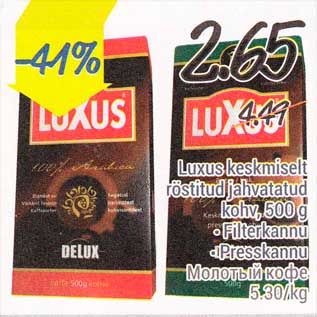 -41%
2.65
4.49
LUXUS
LUXUS
100% Arabica
DELUX
500g
Luxus keskmiselt
röstitud jahvatatud
kohv, 500 g
• Filterkannu
• Presskannu
Молотый кофе
5.30/kg